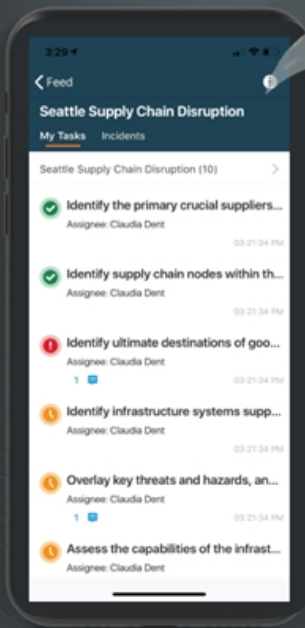 3:29
Feed
Seattle Supply Chain Disruption
My Tasks Incidents
Seattle Supply Chain Disruption (10)
Identify the primary crucial suppliers...
Assignee: Claudia Dent
03:21:34 PM
Identify supply chain nodes within th...
Assignee: Claudia Dent
03:21:34 PM
Identify ultimate destinations of goo...
Assignee: Claudia Dent
1 03:21:34 PM
Identify infrastructure systems supp...
Assignee: Claudia Dent
03:21:34 PM
Overlay key threats and hazards, an...
Assignee: Claudia Dent
1 03:21:34 PM
Assess the capabilities of the infrast...
Assignee: Claudia Dent